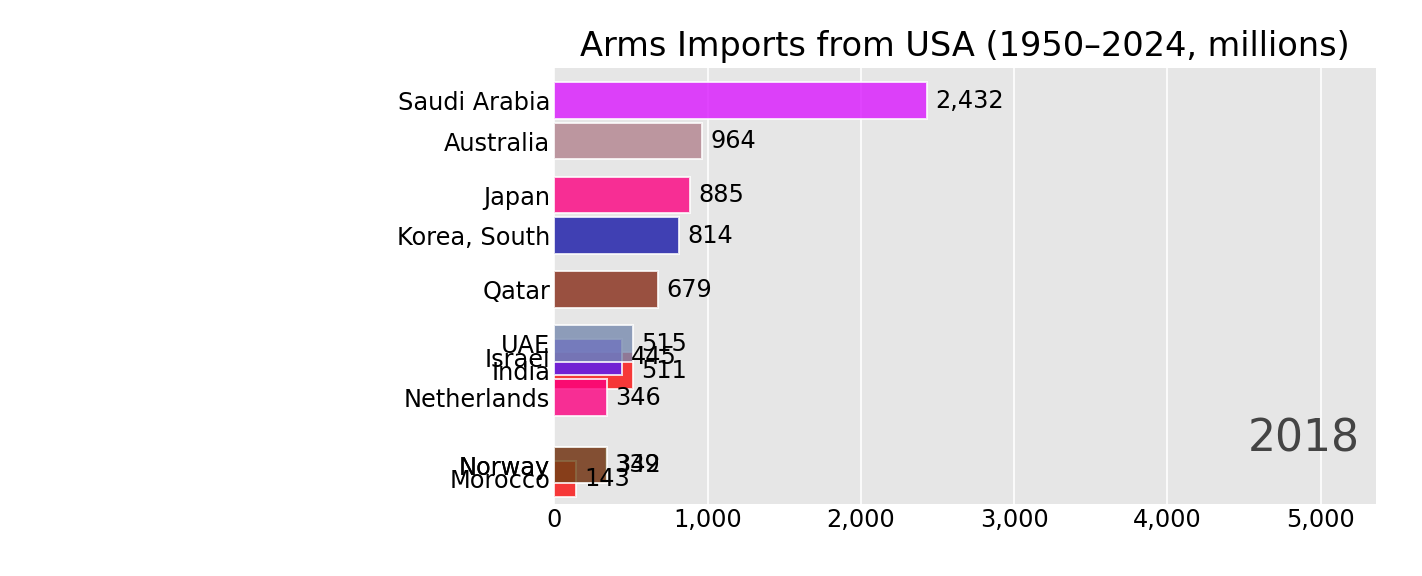 Arms Imports from USA (1950–2024, millions)
Saudi Arabia 2,432
Australia 964
Japan 885
Korea, South 814
Qatar 679
UAE 515
Israel 445
India 511
Netherlands 346
Norway
Morocco 143
2018
0 1,000 2,000 3,000 4,000 5,000